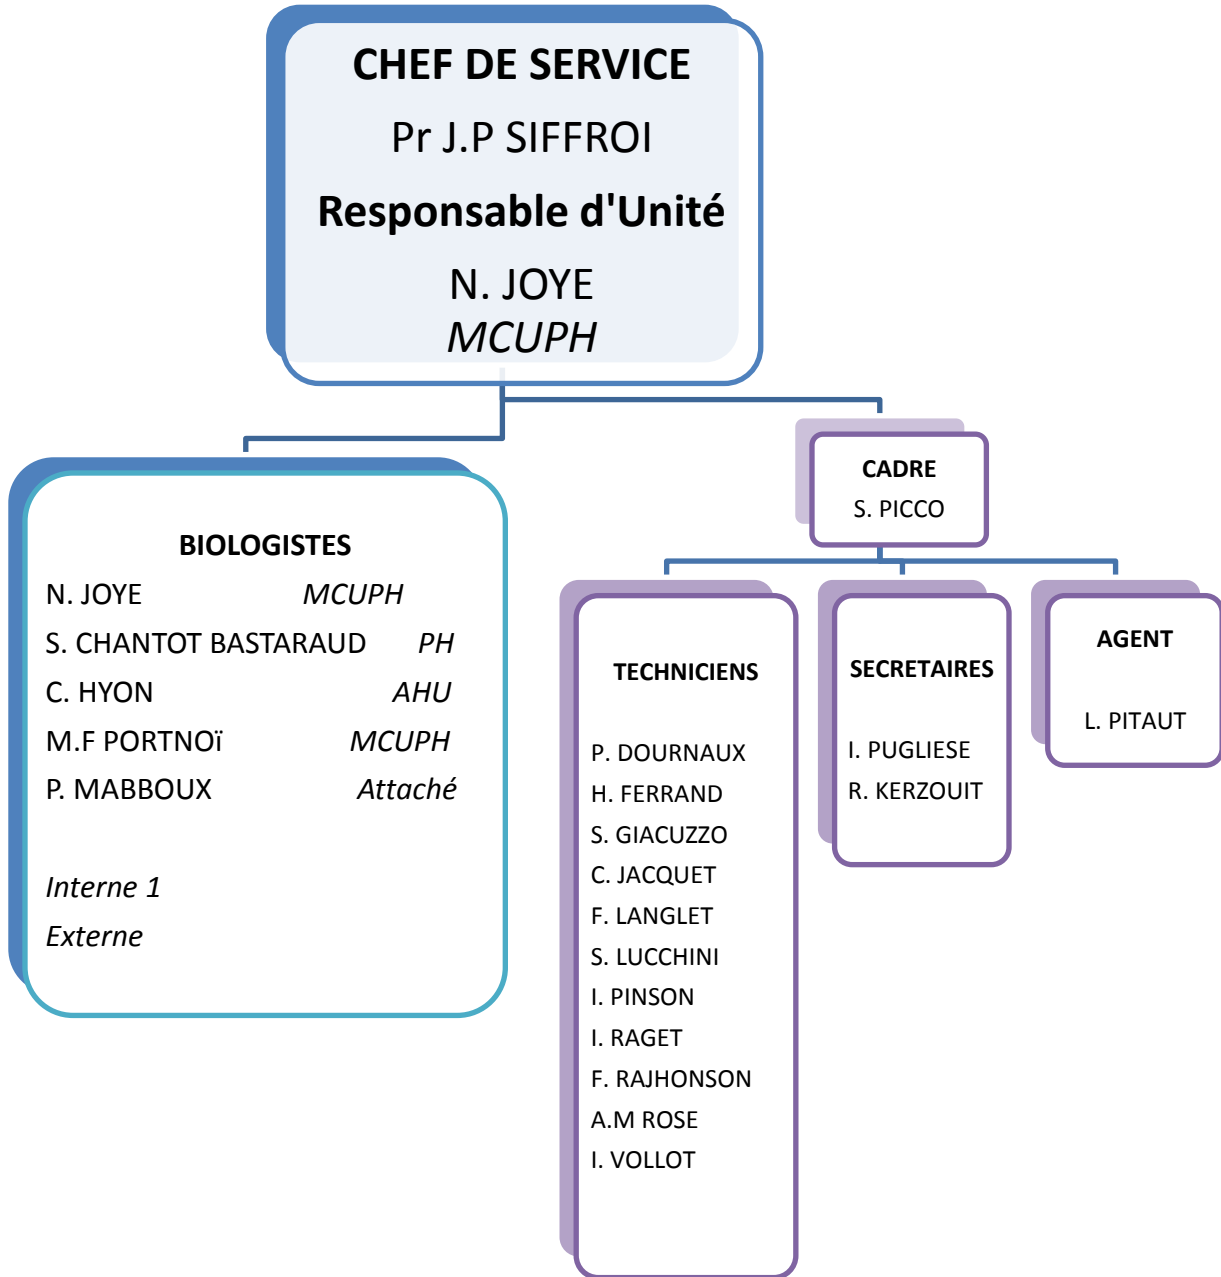 CHEF DE SERVICE
Pr J.P SIFFROI
Responsable d'Unité
N. JOYE
MCUPH
BIOLOGISTES
N. JOYE MCUPH
S. CHANTOT BASTARAUD PH
C. HYON AHU
M.F PORTNOï MCUPH
P. MABBOUX Attaché
Interne 1
Externe
CADRE
S. PICCO
TECHNICIENS
P. DOURNAUX
H. FERRAND
S. GIACUZZO
C. JACQUET
F. LANGLET
S. LUCCHINI
I. PINSON
I. RAGET
F. RAJHONSON
A.M ROSE
I. VOLLOT
SECRETAIRES
I. PUGLIESE
R. KERZOUIT
AGENT
L. PITAUT